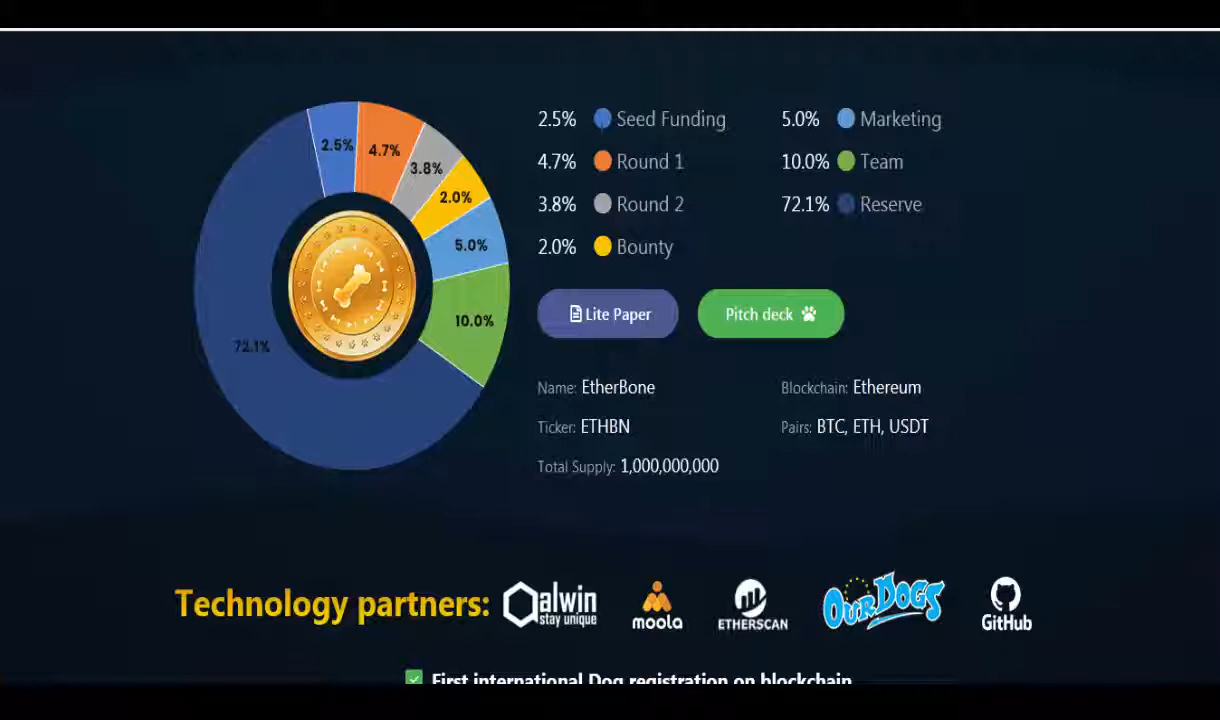 2.5% Seed Funding
4.7% Round 1
3.8% Round 2
2.0% Bounty
5.0% Marketing
10.0% Team
72.1% Reserve
2.5%
4.7%
3.8%
2.0%
5.0%
10.0%
72.1%
Lite Paper
Pitch deck
Name: EtherBone
Blockchain: Ethereum
Ticker: ETHBN
Pairs: BTC, ETH, USDT
Total Supply: 1,000,000,000
Technology partners:
alwin
stay unique
moola
ETHERSCAN
OUR DOGS
GitHub
First international Dog registration on blockchain